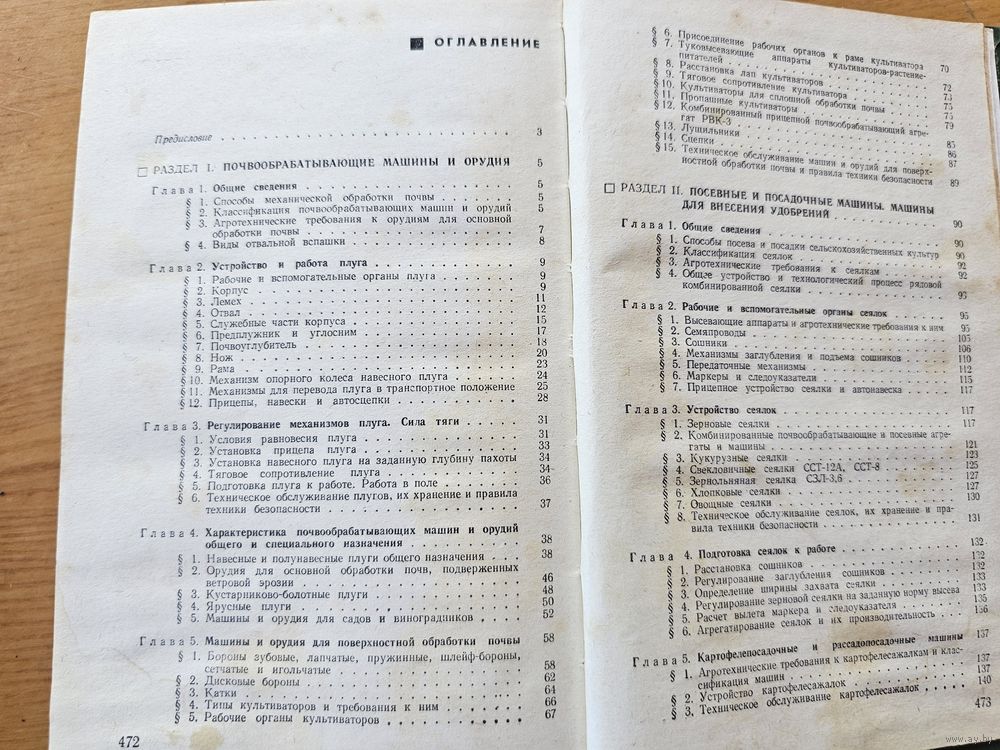 ОГЛАВЛЕНИЕ
Предисловие 3
РАЗДЕЛ I. ПОЧВООБРАБАТЫВАЮЩИЕ МАШИНЫ И ОРУДИЯ 5
Глава 1. Общие сведения 5
§ 1. Способы механической обработки почвы 5
§ 2. Классификация почвообрабатывающих машин и орудий 5
§ 3. Агротехнические требования к орудиям для основной
обработки почвы 7
§ 4. Виды отвальной вспашки 8
Глава 2. Устройство и работа плуга 9
§ 1. Рабочие и вспомогательные органы плуга 9
§ 2. Корпус 9
§ 3. Лемех 11
§ 4. Отвал 12
§ 5. Служебные части корпуса 15
§ 6. Предплужник и углосним 17
§ 7. Почвоуглубитель 18
§ 8. Нож 20
§ 9. Рама 23
§ 10. Механизм опорного колеса навесного плуга 24
§ 11. Механизмы для перевода плуга в транспортное положение 25
§ 12. Прицепы, навески и автосцепки 28
Глава 3. Регулирование механизмов плуга. Сила тяги 31
§ 1. Условия равновесия плуга 31
§ 2. Установка прицепа плуга 33
§ 3. Установка навесного плуга на заданную глубину пахоты 34
§ 4. Тяговое сопротивление плуга 34
§ 5. Подготовка плуга к работе. Работа в поле 36
§ 6. Техническое обслуживание плугов, их хранение и правила
техники безопасности 37
Глава 4. Характеристика почвообрабатывающих машин и орудий
общего и специального назначения 38
§ 1. Навесные и полунавесные плуги общего назначения 38
§ 2. Орудия для основной обработки почв, подверженных
ветровой эрозии 46
§ 3. Кустарниково-болотные плуги 48
§ 4. Ярусные плуги 50
§ 5. Машины и орудия для садов и виноградников 52
Глава 5. Машины и орудия для поверхностной обработки почвы 58
§ 1. Бороны зубовые, лапчатые, пружинные, шлейф-бороны,
сетчатые и игольчатые 58
§ 2. Дисковые бороны 62
§ 3. Катки 64
§ 4. Типы культиваторов и требования к ним 66
§ 5. Рабочие органы культиваторов 67
472
§ 6. Присоединение рабочих органов к раме культиватора 70
§ 7. Туковысевающие аппараты культиваторов-растение-
питателей 72
§ 8. Расстановка лап культиваторов 73
§ 9. Тяговое сопротивление культиватора 75
§ 10. Культиваторы для сплошной обработки почвы 75
§ 11. Пропашные культиваторы 79
§ 12. Комбинированный прицепной почвообрабатывающий агре-
гат РВК-3 85
§ 13. Лущильники 86
§ 14. Сцепки 87
§ 15. Техническое обслуживание машин и орудий для поверх-
ностной обработки почвы и правила техники безопасности 89
РАЗДЕЛ II. ПОСЕВНЫЕ И ПОСАДОЧНЫЕ МАШИНЫ. МАШИНЫ
ДЛЯ ВНЕСЕНИЯ УДОБРЕНИЙ 90
Глава 1. Общие сведения 90
§ 1. Способы посева и посадки сельскохозяйственных культур 90
§ 2. Классификация сеялок 92
§ 3. Агротехнические требования к сеялкам 92
§ 4. Общее устройство и технологический процесс рядовой
комбинированной сеялки 93
Глава 2. Рабочие и вспомогательные органы сеялок 95
§ 1. Высевающие аппараты и агротехнические требования к ним 95
§ 2. Семяпроводы 105
§ 3. Сошники 106
§ 4. Механизмы заглубления и подъема сошников 110
§ 5. Передаточные механизмы 112
§ 6. Маркеры и следоуказатели 115
§ 7. Прицепное устройство сеялки и автонавеска 117
Глава 3. Устройство сеялок 117
§ 1. Зерновые сеялки 117
§ 2. Комбинированные почвообрабатывающие и посевные агре-
гаты и машины 121
§ 3. Кукурузные сеялки 123
§ 4. Свекловичные сеялки ССТ-12А, ССТ-8 125
§ 5. Зернольняная сеялка СЗЛ-3,6 127
§ 6. Хлопковые сеялки 127
§ 7. Овощные сеялки 130
§ 8. Техническое обслуживание сеялок, их хранение и пра-
вила техники безопасности 131
Глава 4. Подготовка сеялок к работе 132
§ 1. Расстановка сошников 132
§ 2. Регулирование заглубления сошников 132
§ 3. Определение ширины захвата сеялки 133
§ 4. Регулирование зерновой сеялки на заданную норму высева 133
§ 5. Расчет вылета маркера и следоуказателя 135
§ 6. Агрегатирование сеялок и их производительность 136
Глава 5. Картофелепосадочные и рассадопосадочные машины 137
§ 1. Агротехнические требования к картофелесажалкам и клас-
сификация машин 137
§ 2. Устройство картофелесажалок 137
§ 3. Техническое обслуживание картофелесажалок 140
473
www.ay.by